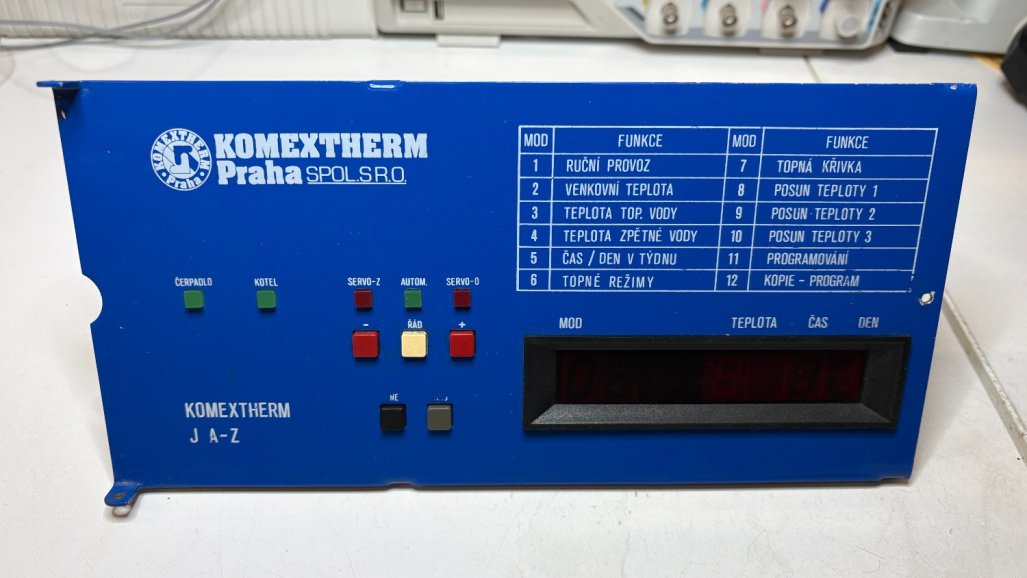 KOMEXTHERM
Praha
KOMEXTHERM
Praha SPOL.S R.O.
MOD FUNKCE MOD FUNKCE
1 RUČNÍ PROVOZ 7 TOPNÁ KŘIVKA
2 VENKOVNÍ TEPLOTA 8 POSUN TEPLOTY 1
3 TEPLOTA TOP. VODY 9 POSUN TEPLOTY 2
4 TEPLOTA ZPĚTNÉ VODY 10 POSUN TEPLOTY 3
5 ČAS / DEN V TÝDNU 11 PROGRAMOVÁNÍ
6 TOPNÉ REŽIMY 12 KOPIE - PROGRAM
ČERPADLO KOTEL SERVO-Z AUTOM. SERVO-O
- ŘÁD +
MOD TEPLOTA ČAS DEN
NE
KOMEXTHERM
J A-Z